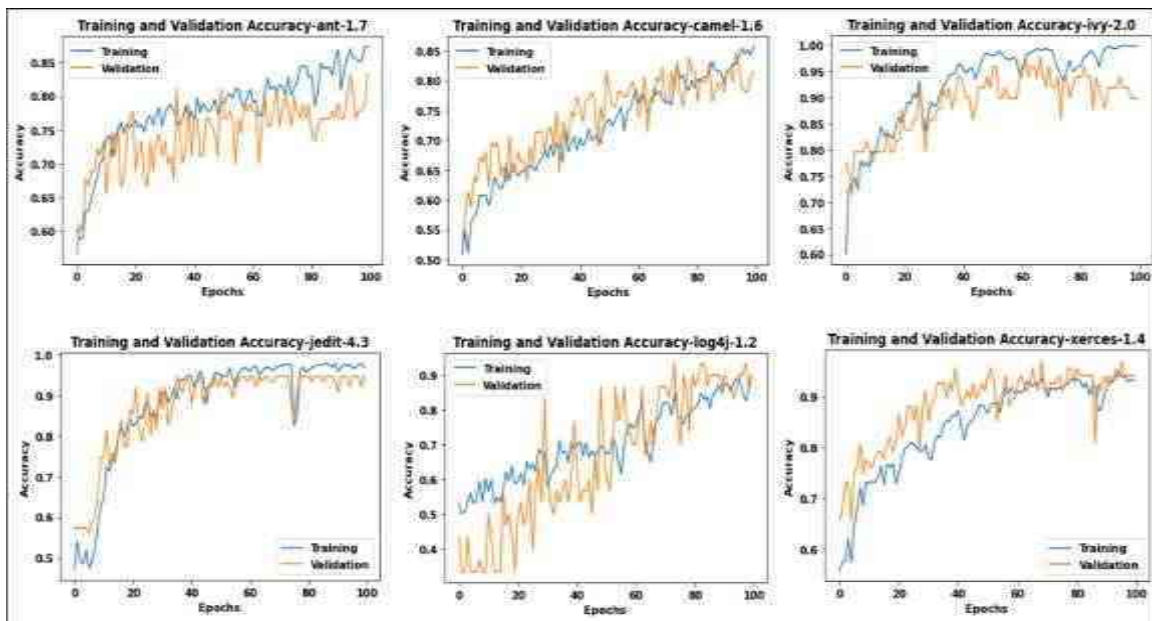 Training and Validation Accuracy-ant-1.7
Training
Validation
Accuracy
0.85
0.80
0.75
0.70
0.65
0.60
0 20 40 60 80 100
Epochs
Training and Validation Accuracy-camel-1.6
Training
Validation
Accuracy
0.85
0.80
0.75
0.70
0.65
0.60
0.55
0.50
0 20 40 60 80 100
Epochs
Training and Validation Accuracy-ivy-2.0
Training
Validation
Accuracy
1.00
0.95
0.90
0.85
0.80
0.75
0.70
0.65
0.60
0 20 40 60 80 100
Epochs
Training and Validation Accuracy-jedit-4.3
Accuracy
1.0
0.9
0.8
0.7
0.6
0.5
Training
Validation
0 20 40 60 80 100
Epochs
Training and Validation Accuracy-log4j-1.2
Training
Validation
Accuracy
0.9
0.8
0.7
0.6
0.5
0.4
0 20 40 60 80 100
Epochs
Training and Validation Accuracy-xerces-1.4
Accuracy
0.9
0.8
0.7
0.6
Training
Validation
0 20 40 60 80 100
Epochs